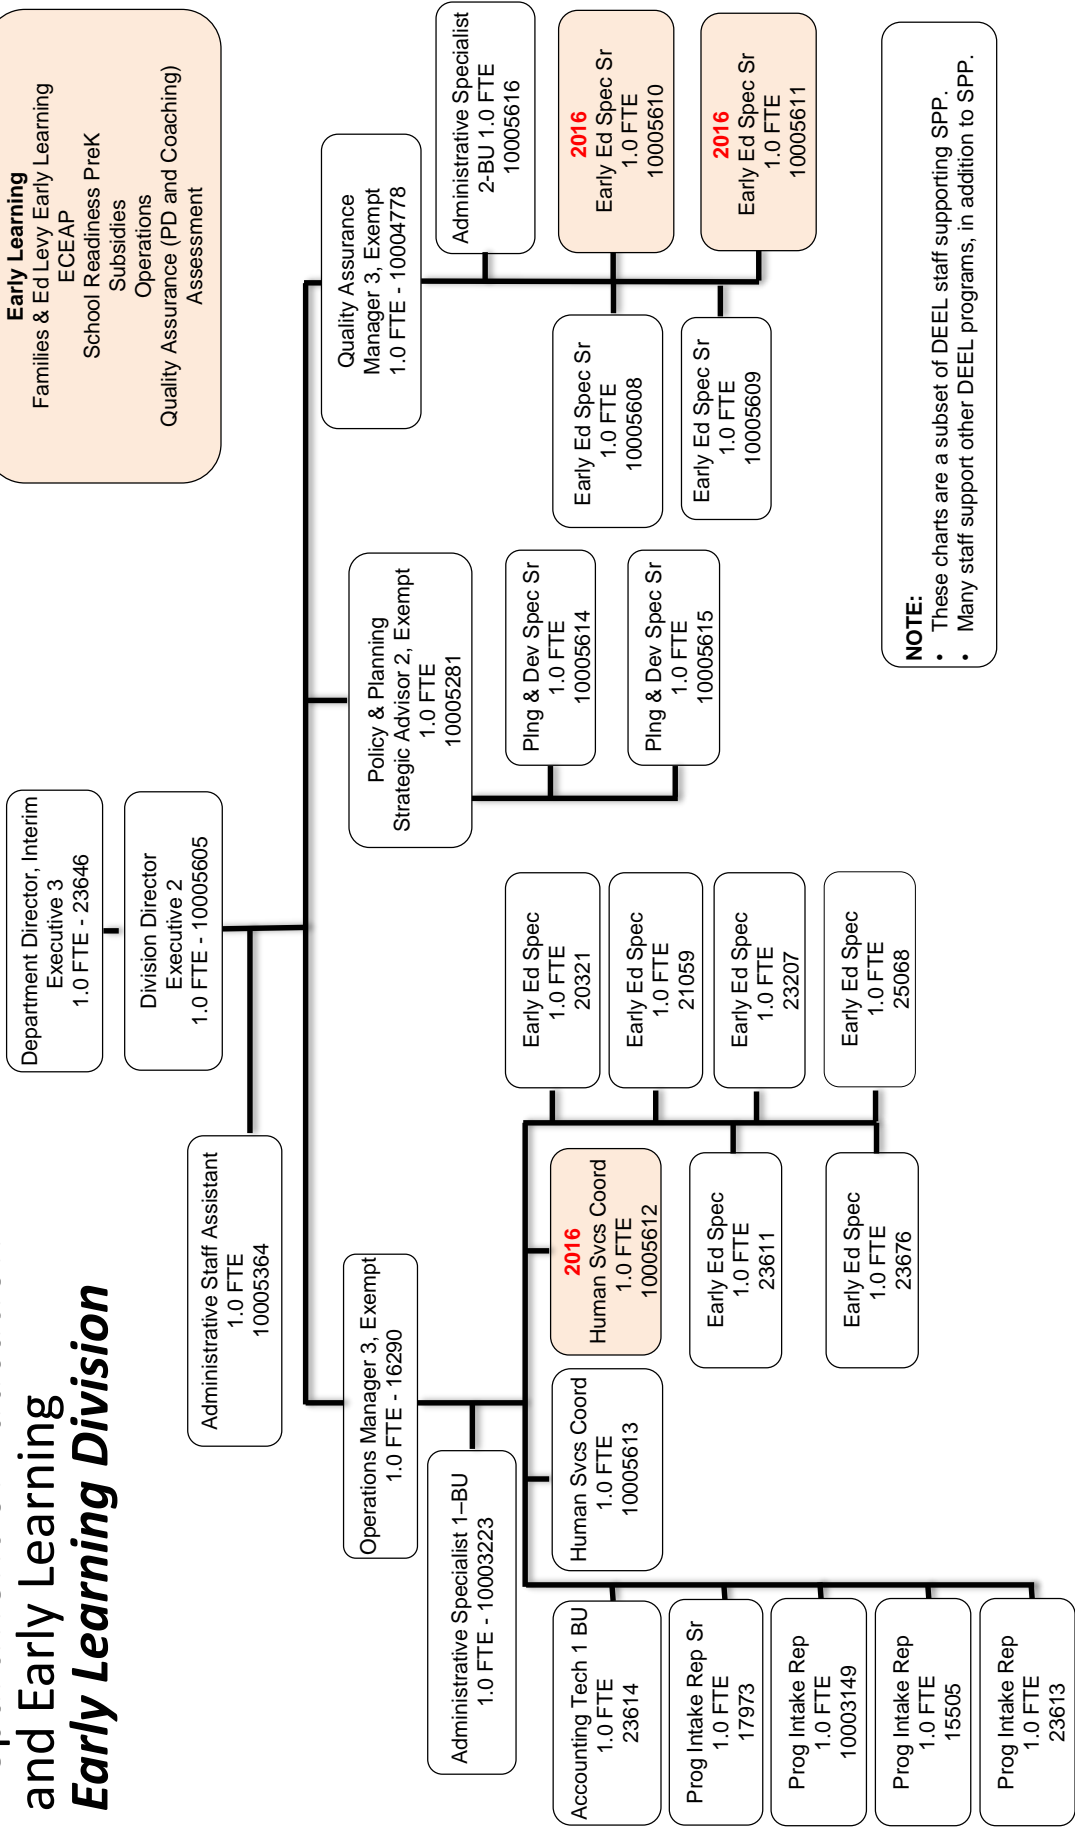 and Early Learning
Early Learning Division
Early Learning
Families & Ed Levy Early Learning
ECEAP
School Readiness PreK
Subsidies
Operations
Quality Assurance (PD and Coaching)
Assessment
Department Director, Interim
Executive 3
1.0 FTE - 23646
Division Director
Executive 2
1.0 FTE - 10005605
Administrative Staff Assistant
1.0 FTE
10005364
Operations Manager 3, Exempt
1.0 FTE - 16290
Policy & Planning
Strategic Advisor 2, Exempt
1.0 FTE
10005281
Quality Assurance
Manager 3, Exempt
1.0 FTE - 10004778
Administrative Specialist 1–BU
1.0 FTE - 10003223
Accounting Tech 1 BU
1.0 FTE
23614
Prog Intake Rep Sr
1.0 FTE
17973
Prog Intake Rep
1.0 FTE
10003149
Prog Intake Rep
1.0 FTE
15505
Prog Intake Rep
1.0 FTE
23613
Human Svcs Coord
1.0 FTE
10005613
2016
Human Svcs Coord
1.0 FTE
10005612
Early Ed Spec
1.0 FTE
23611
Early Ed Spec
1.0 FTE
23676
Early Ed Spec
1.0 FTE
20321
Early Ed Spec
1.0 FTE
21059
Early Ed Spec
1.0 FTE
23207
Early Ed Spec
1.0 FTE
25068
Plng & Dev Spec Sr
1.0 FTE
10005614
Plng & Dev Spec Sr
1.0 FTE
10005615
Administrative Specialist
2-BU 1.0 FTE
10005616
Early Ed Spec Sr
1.0 FTE
10005608
Early Ed Spec Sr
1.0 FTE
10005609
2016
Early Ed Spec Sr
1.0 FTE
10005610
2016
Early Ed Spec Sr
1.0 FTE
10005611
NOTE:
• These charts are a subset of DEEL staff supporting SPP.
• Many staff support other DEEL programs, in addition to SPP.